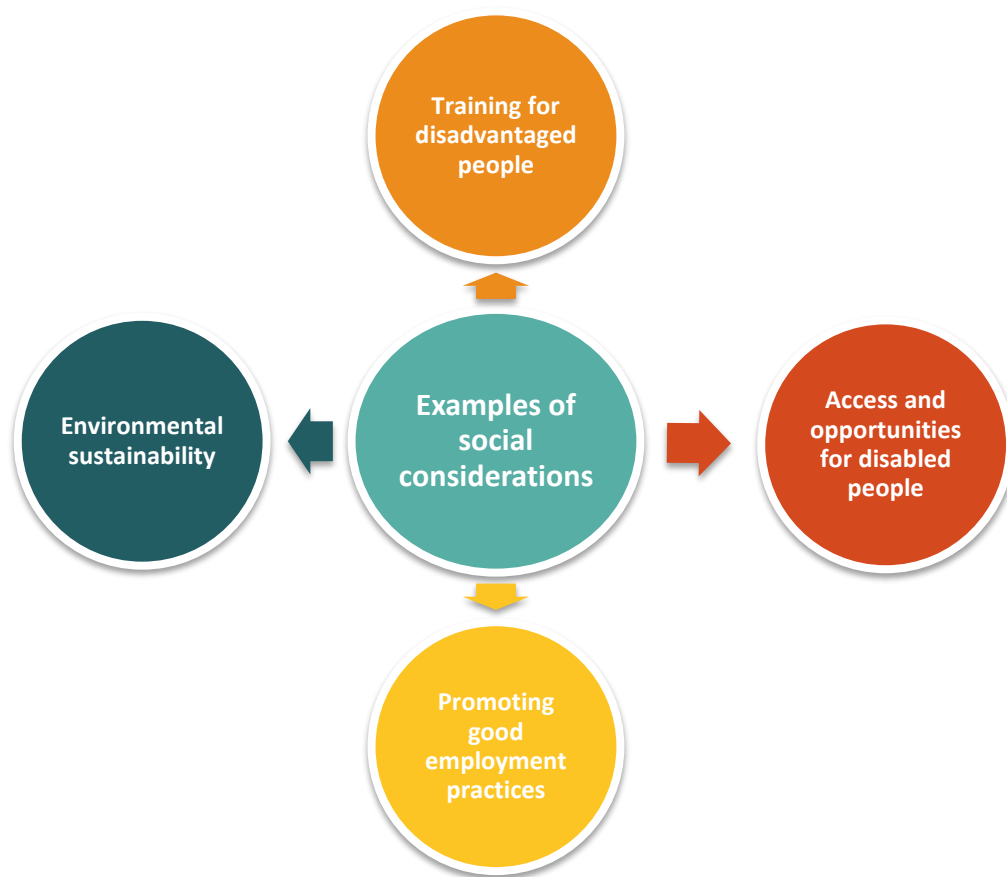 Training for
disadvantaged
people
Environmental
sustainability
Examples of
social
considerations
Access and
opportunities
for disabled
people
Promoting
good
employment
practices